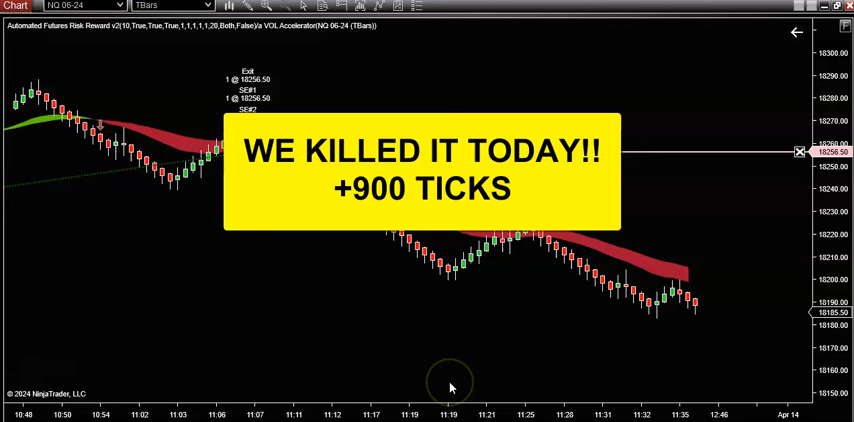 Chart NQ 06-24 TBars
Automated Futures Risk Reward v2(10,True,True,True,1,1,1,1,1,20,Both,False)/a VOL Accelerator(NQ 06-24 (TBars))
F
18300.00
18290.00
Exit
1 @ 18256.50
SE#1
1 @ 18256.50
SE#2
18280.00
18270.00
18260.00
18256.50
WE KILLED IT TODAY!!
+900 TICKS
18240.00
18230.00
18220.00
18210.00
18200.00
18190.00
18185.50
18180.00
18170.00
18160.00
18150.00
© 2024 NinjaTrader, LLC
10:48 10:50 10:54 11:02 11:03 11:06 11:07 11:11 11:12 11:17 11:19 11:19 11:21 11:25 11:28 11:31 11:33 11:35 12:46 Apr 14